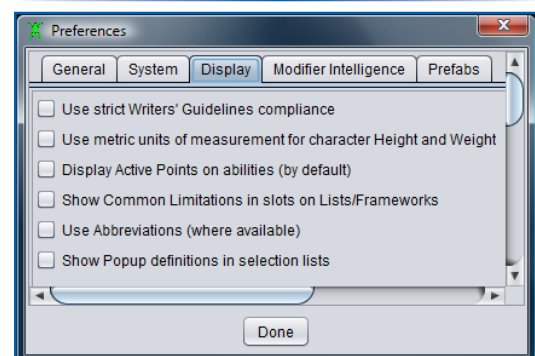 Preferences
General System Display Modifier Intelligence Prefabs
Use strict Writers' Guidelines compliance
Use metric units of measurement for character Height and Weight
Display Active Points on abilities (by default)
Show Common Limitations in slots on Lists/Frameworks
Use Abbreviations (where available)
Show Popup definitions in selection lists
Done